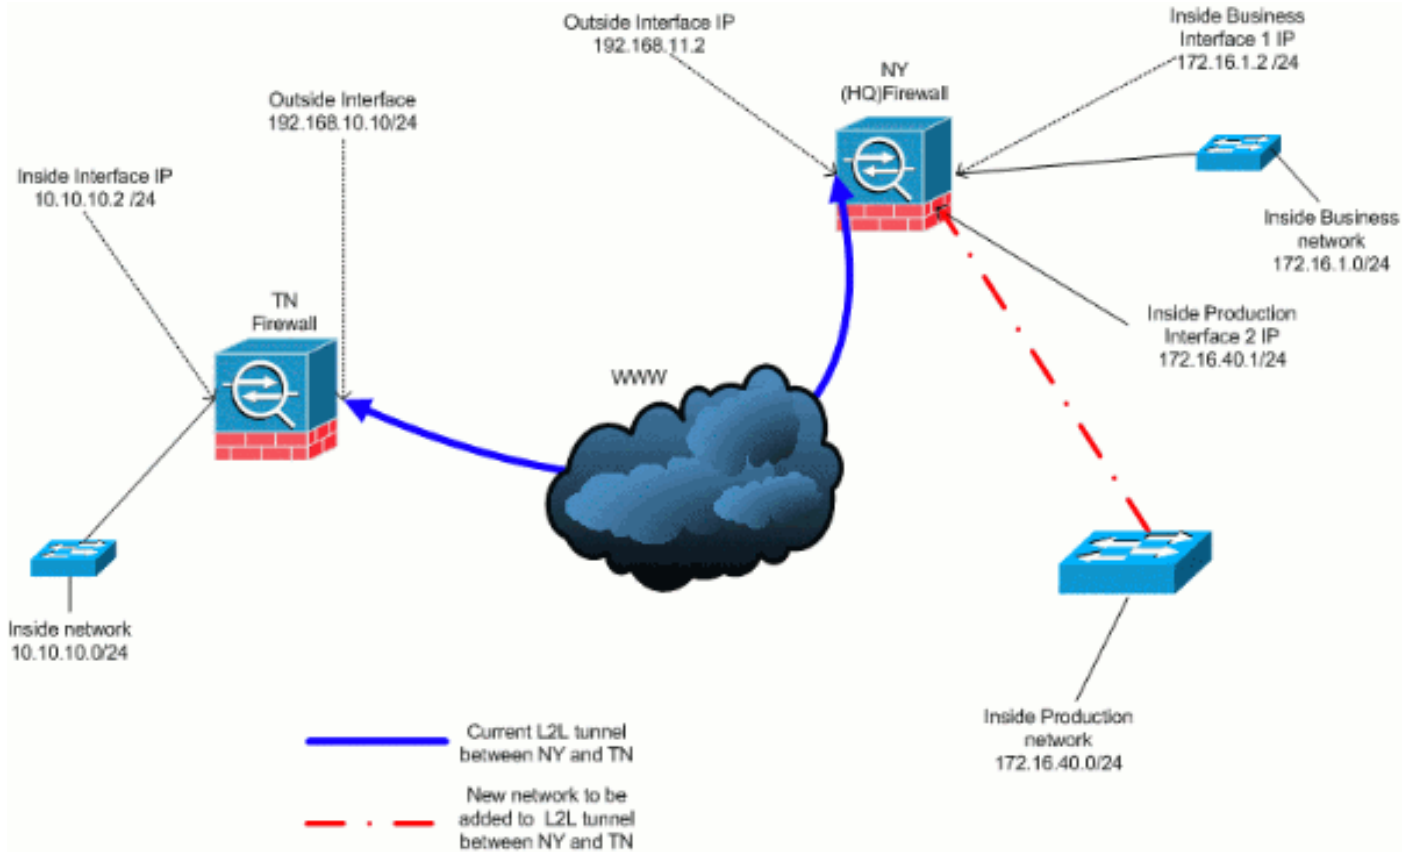 Outside Interface IP
192.168.11.2
Inside Business
Interface 1 IP
172.16.1.2 /24
NY
(HQ)Firewall
Outside Interface
192.168.10.10/24
Inside Interface IP
10.10.10.2 /24
Inside Business
network
172.16.1.0/24
TN
Firewall
Inside Production
Interface 2 IP
172.16.40.1/24
WWW
Inside network
10.10.10.0/24
Inside Production
network
172.16.40.0/24
Current L2L tunnel
between NY and TN
New network to be
added to L2L tunnel
between NY and TN